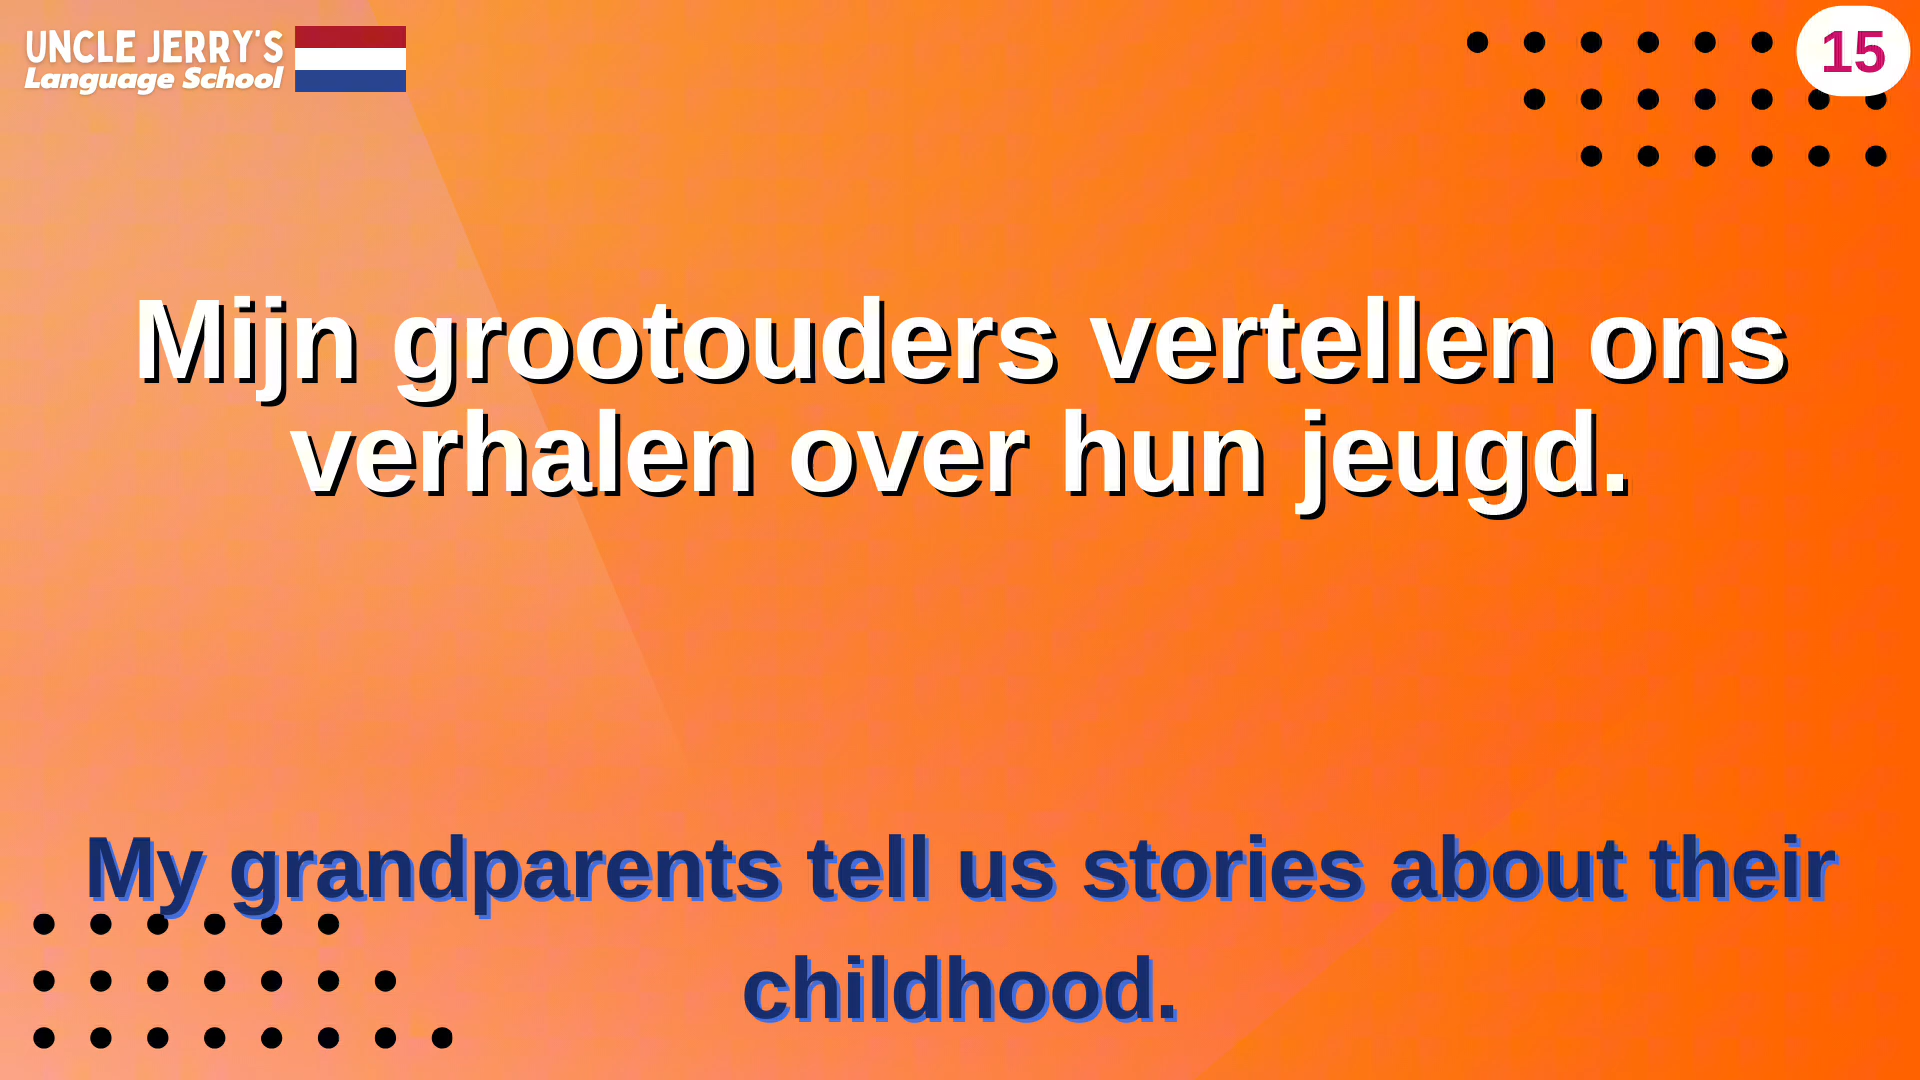 UNCLE JERRY'S
Language School
15
Mijn grootouders vertellen ons
verhalen over hun jeugd.
My grandparents tell us stories about their
childhood.